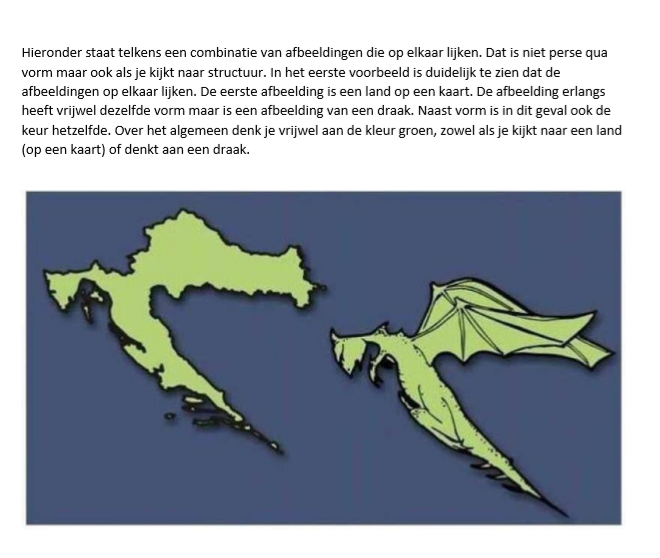 Hieronder staat telkens een combinatie van afbeeldingen die op elkaar lijken. Dat is niet perse qua
vorm maar ook als je kijkt naar structuur. In het eerste voorbeeld is duidelijk te zien dat de
afbeeldingen op elkaar lijken. De eerste afbeelding is een land op een kaart. De afbeelding erlangs
heeft vrijwel dezelfde vorm maar is een afbeelding van een draak. Naast vorm is in dit geval ook de
keur hetzelfde. Over het algemeen denk je vrijwel aan de kleur groen, zowel als je kijkt naar een land
(op een kaart) of denkt aan een draak.